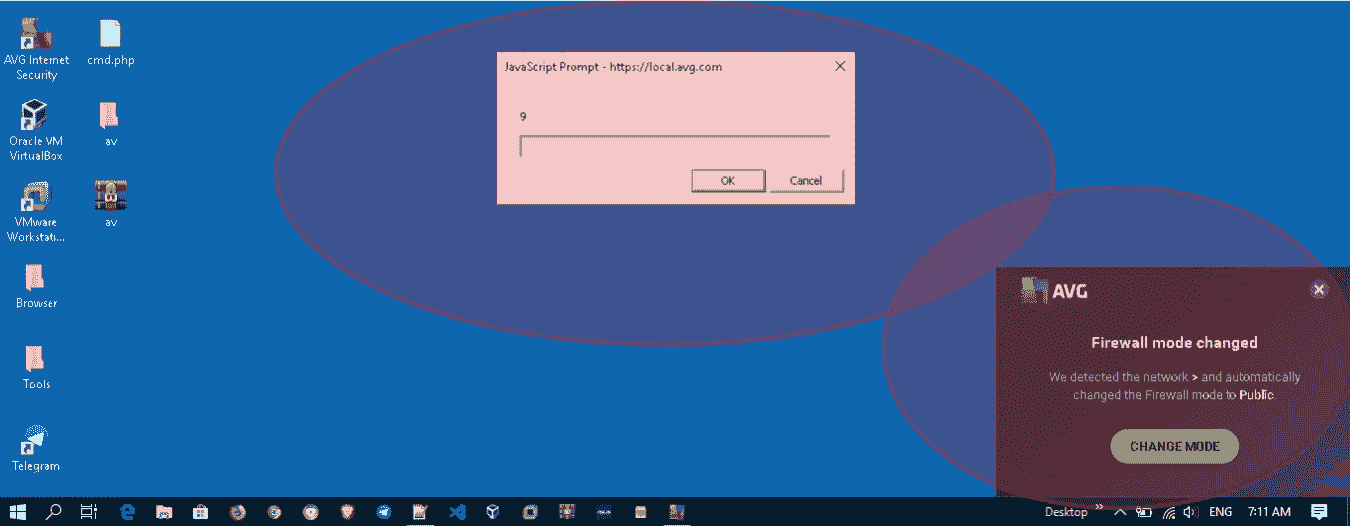 AVG Internet
Security
cmd.php
Oracle VM
VirtualBox
av
VMware
Workstati...
av
Browser
Tools
Telegram
JavaScript Prompt - https://local.avg.com
9
OK
Cancel
AVG
Firewall mode changed
We detected the network > and automatically
changed the Firewall mode to Public.
CHANGE MODE
Desktop
ENG
7:11 AM